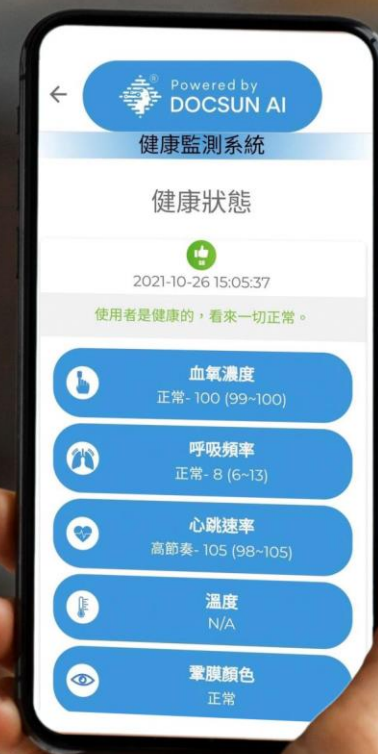 Powered by
DOCSUN AI
健康監測系統
健康狀態
2021-10-26 15:05:37
使用者是健康的，看來一切正常。
血氧濃度
正常- 100 (99~100)
呼吸頻率
正常- 8 (6~13)
心跳速率
高節奏- 105 (98~105)
溫度
N/A
鞏膜顏色
正常